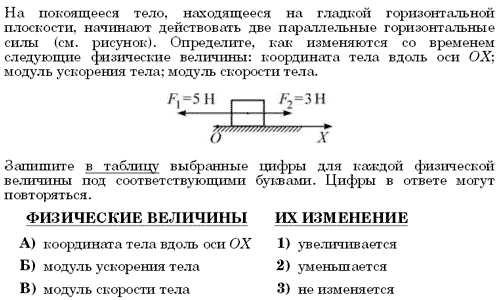 На покоящееся тело, находящееся на гладкой горизонтальной
плоскости, начинают действовать две параллельные горизонтальные
силы (см. рисунок). Определите, как изменяются со временем
следующие физические величины: координата тела вдоль оси OX;
модуль ускорения тела; модуль скорости тела.
F₁=5 Н F₂=3 Н
O X
Запишите в таблицу выбранные цифры для каждой физической
величины под соответствующими буквами. Цифры в ответе могут
повторяться.
ФИЗИЧЕСКИЕ ВЕЛИЧИНЫ ИХ ИЗМЕНЕНИЕ
А) координата тела вдоль оси OX 1) увеличивается
Б) модуль ускорения тела 2) уменьшается
В) модуль скорости тела 3) не изменяется